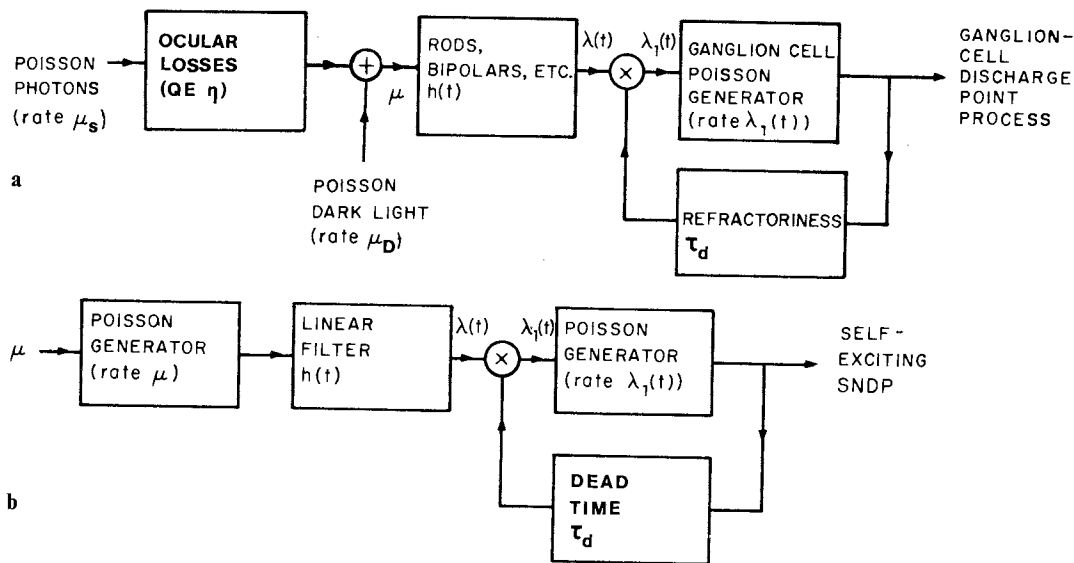 POISSON
PHOTONS
(rate μs)
OCULAR
LOSSES
(QE η)
+
μ
POISSON
DARK LIGHT
(rate μD)
RODS,
BIPOLARS, ETC.
h(t)
λ(t)
×
λ1(t)
GANGLION CELL
POISSON
GENERATOR
(rate λ1(t))
REFRACTORINESS
τd
GANGLION-
CELL
DISCHARGE
POINT
PROCESS
a
μ
POISSON
GENERATOR
(rate μ)
LINEAR
FILTER
h(t)
λ(t)
×
λ1(t)
POISSON
GENERATOR
(rate λ1(t))
DEAD
TIME
τd
SELF-
EXCITING
SNDP
b